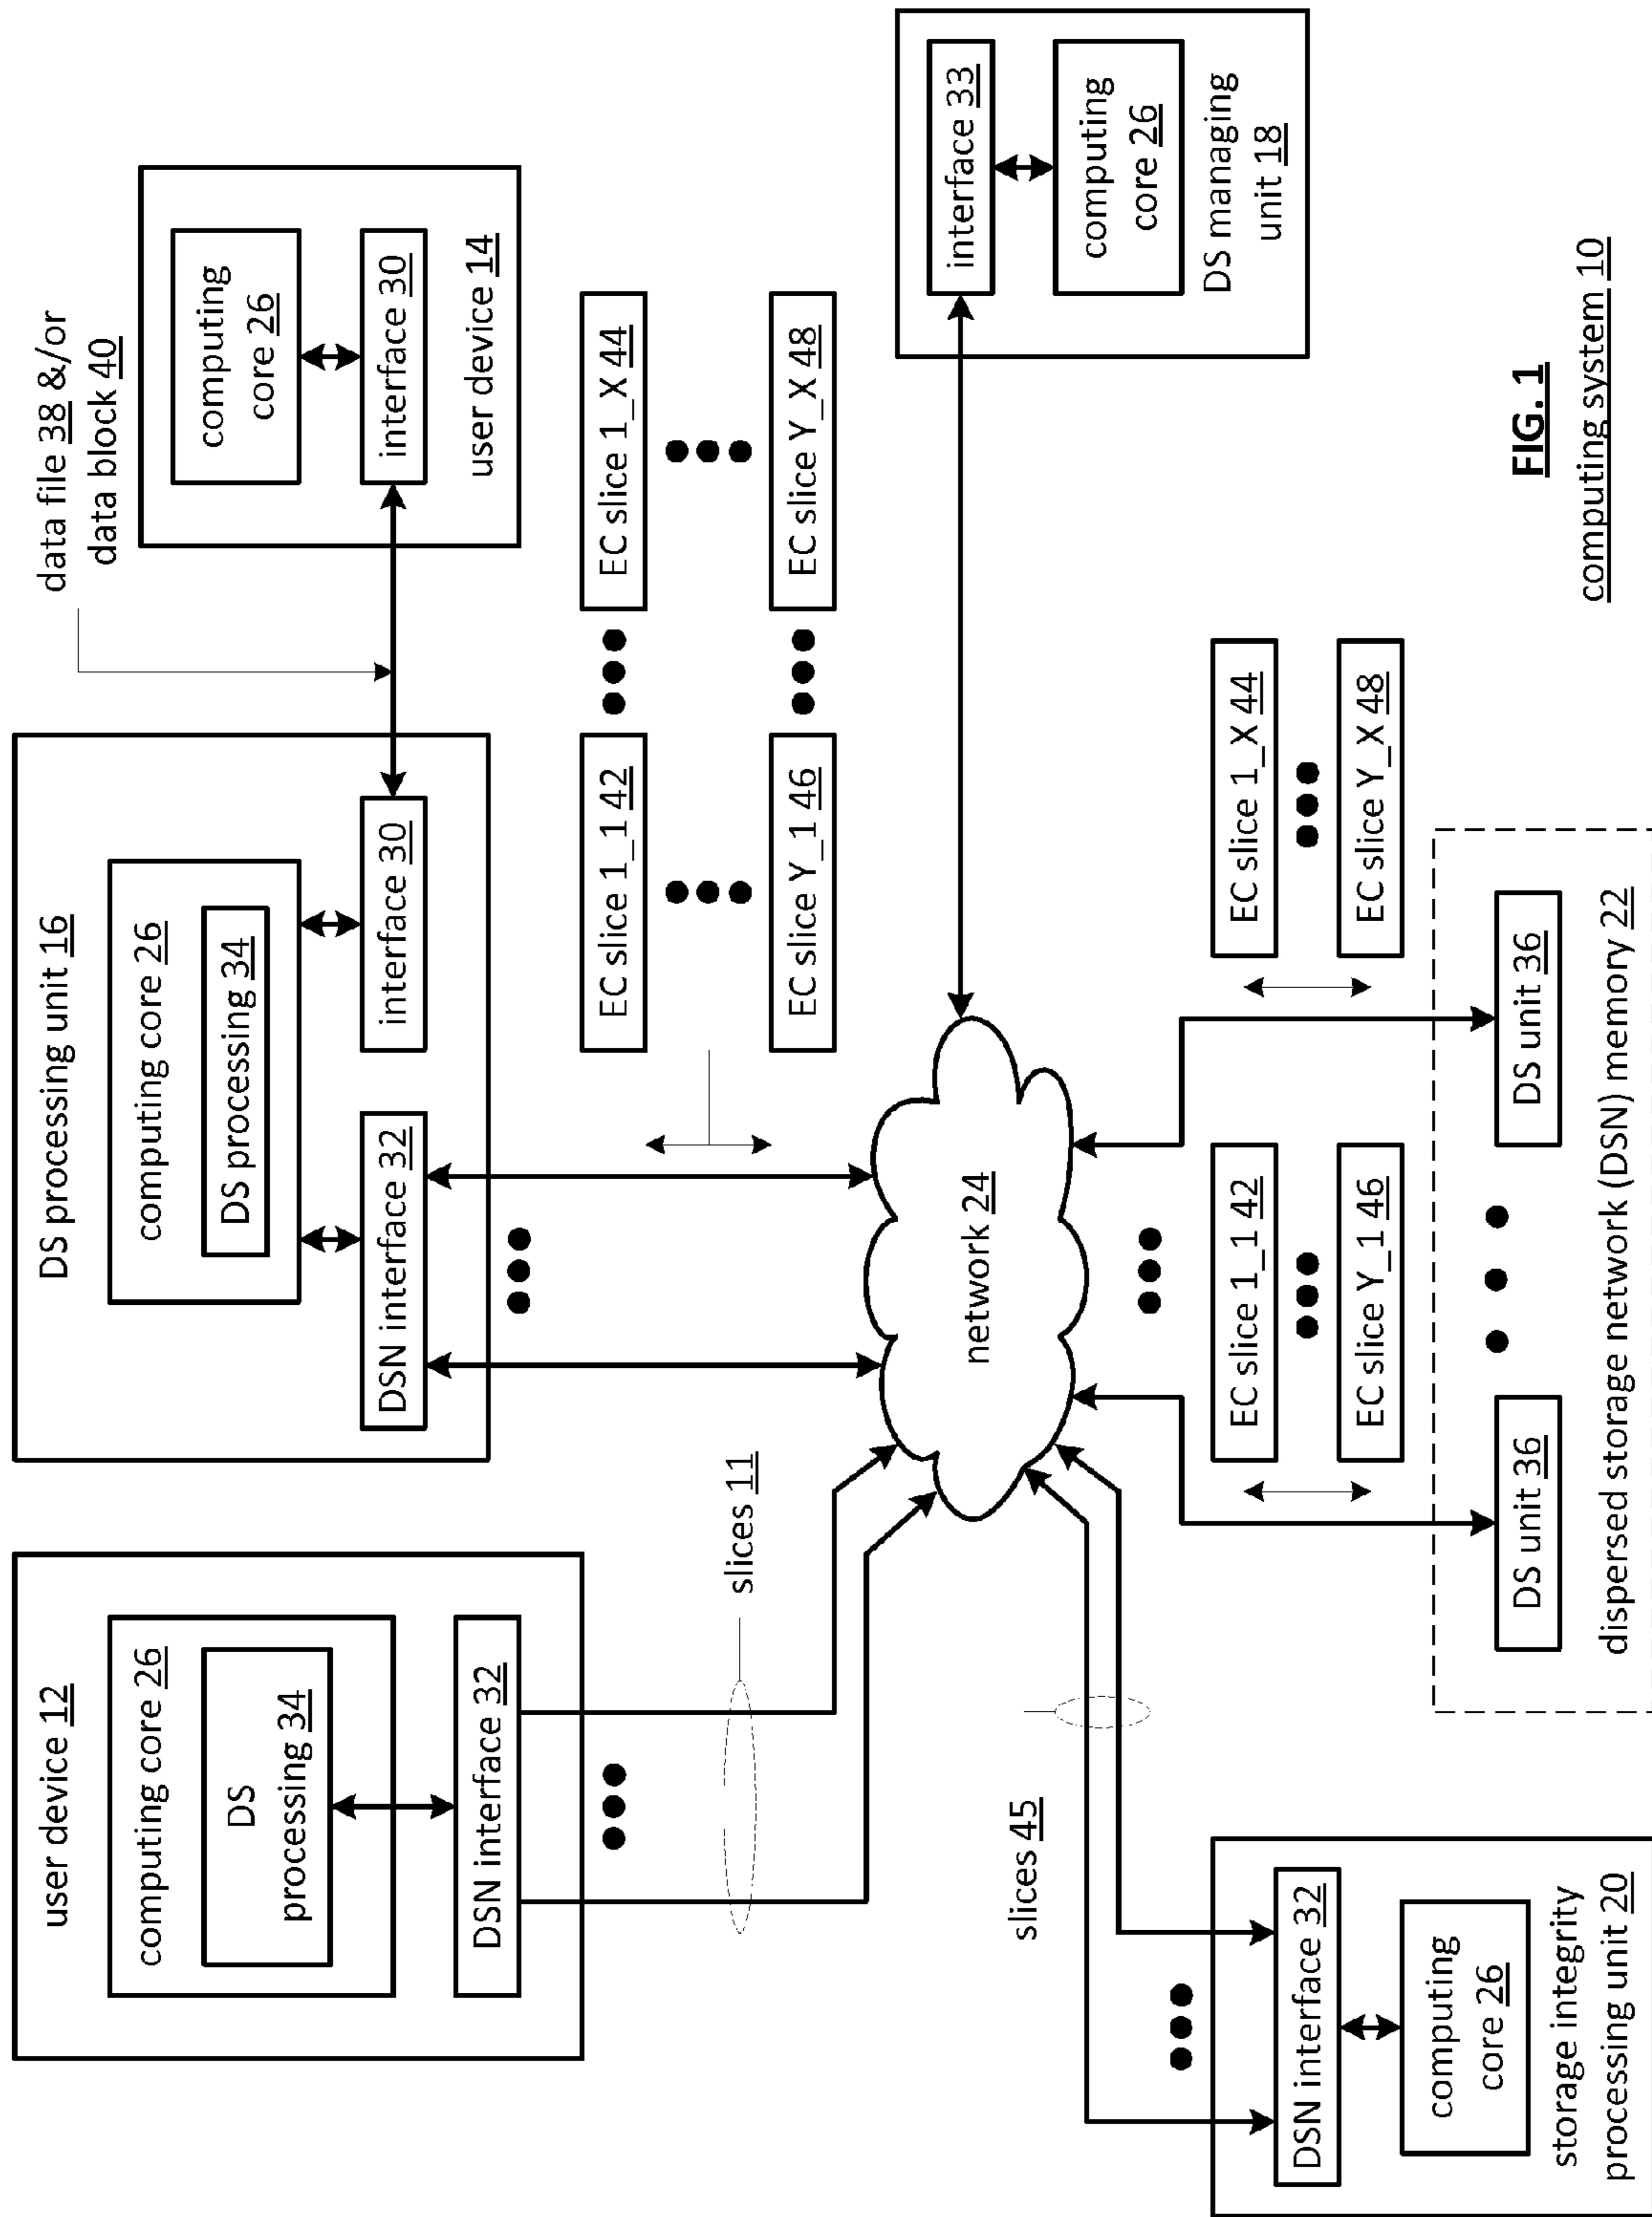 user device 12
computing core 26
DS
processing 34
DSN interface 32
slices 11
DS processing unit 16
computing core 26
DS processing 34
DSN interface 32
interface 30
data file 38 &/or
data block 40
computing
core 26
interface 30
user device 14
EC slice 1_1 42
EC slice 1_X 44
EC slice Y_1 46
EC slice Y_X 48
network 24
interface 33
computing
core 26
DS managing
unit 18
slices 45
DSN interface 32
computing
core 26
storage integrity
processing unit 20
EC slice 1_1 42
EC slice Y_1 46
EC slice 1_X 44
EC slice Y_X 48
DS unit 36
DS unit 36
dispersed storage network (DSN) memory 22
FIG. 1
computing system 10